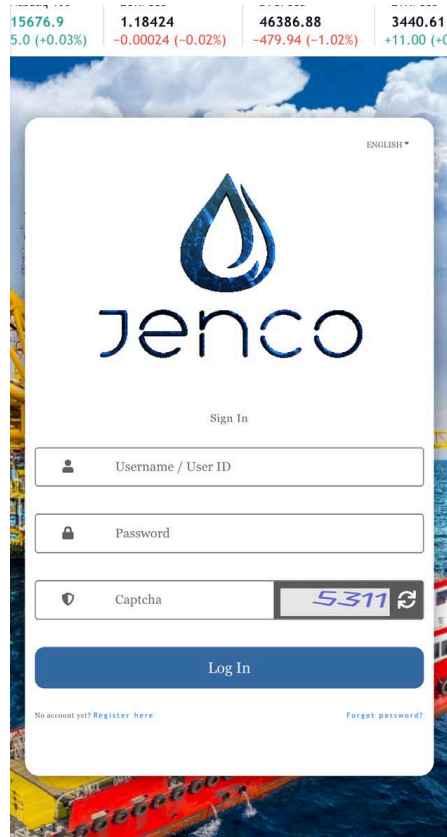 15676.9 1.18424 46386.88 3440.61
5.0 (+0.03%) −0.00024 (−0.02%) −479.94 (−1.02%) +11.00
ENGLISH
Jenco
Sign In
Username / User ID
Password
Captcha 5311
Log In
No account yet? Register here Forgot password?